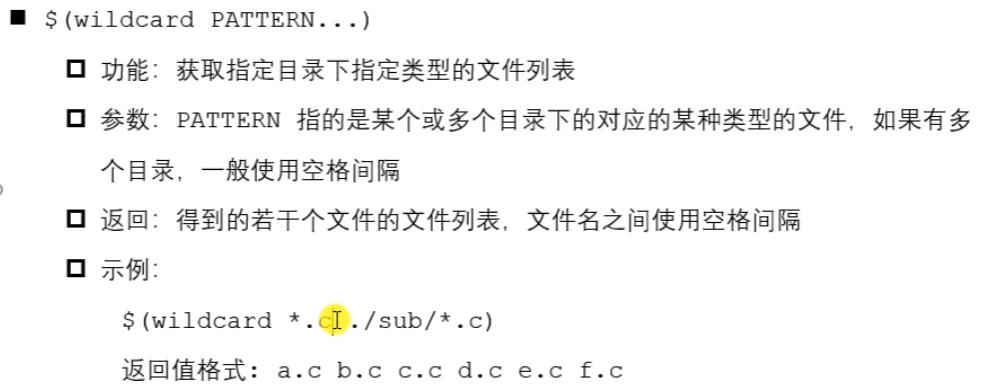 $(wildcard PATTERN...)
功能：获取指定目录下指定类型的文件列表
参数：PATTERN 指的是某个或多个目录下的对应的某种类型的文件，如果有多
个目录，一般使用空格间隔
返回：得到的若干个文件的文件列表，文件名之间使用空格间隔
示例：
$(wildcard *.c ./sub/*.c)
返回值格式：a.c b.c c.c d.c e.c f.c